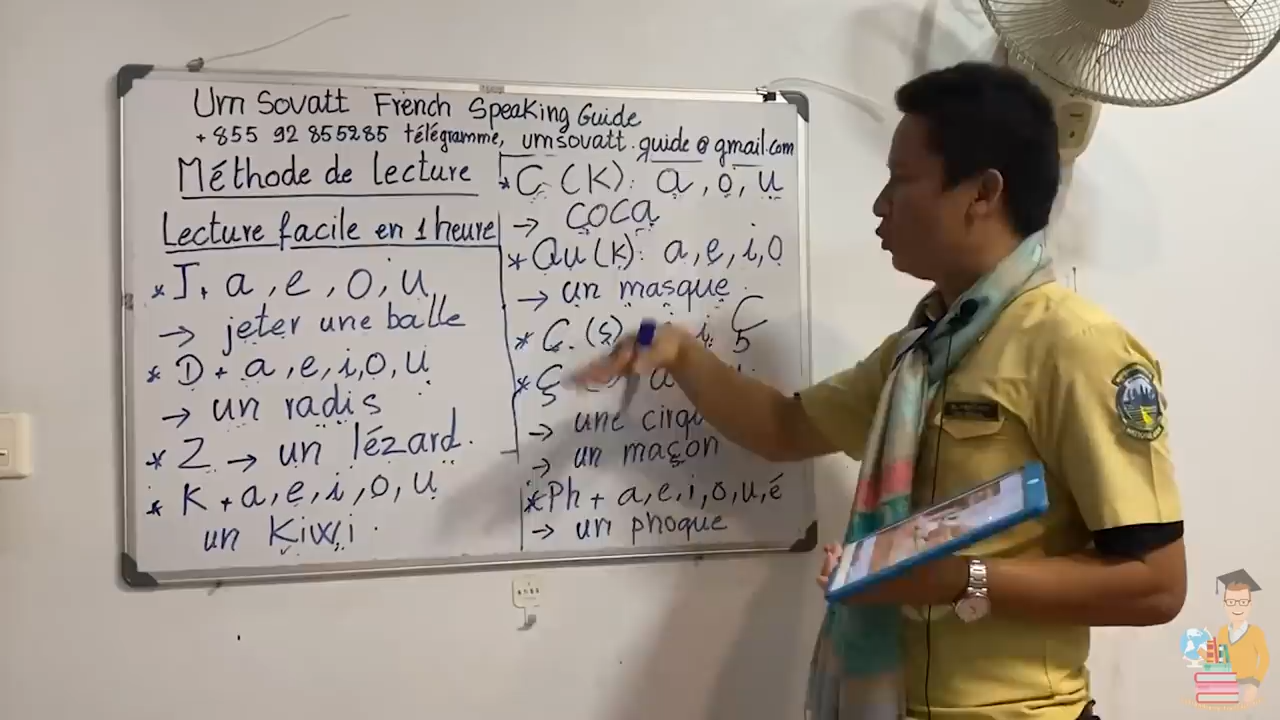 Um Sovatt French Speaking Guide
+855 92 855285 télégramme, umsovatt.guide@gmail.com
Méthode de lecture
Lecture facile en 1 heure
* J + a, e, o, u
→ jeter une balle
* D + a, e, i, o, u
→ un radis
* Z → un lézard.
* K + a, e, i, o, u
un Kiwi.
* C (K): a, o, u
→ coca
* Qu (K): a, e, i, o
→ un masque
* C. (s) i
Ç
* Ç a
→ une
→ un maçon
* Ph + a, e, i, o, u, é
→ un phoque